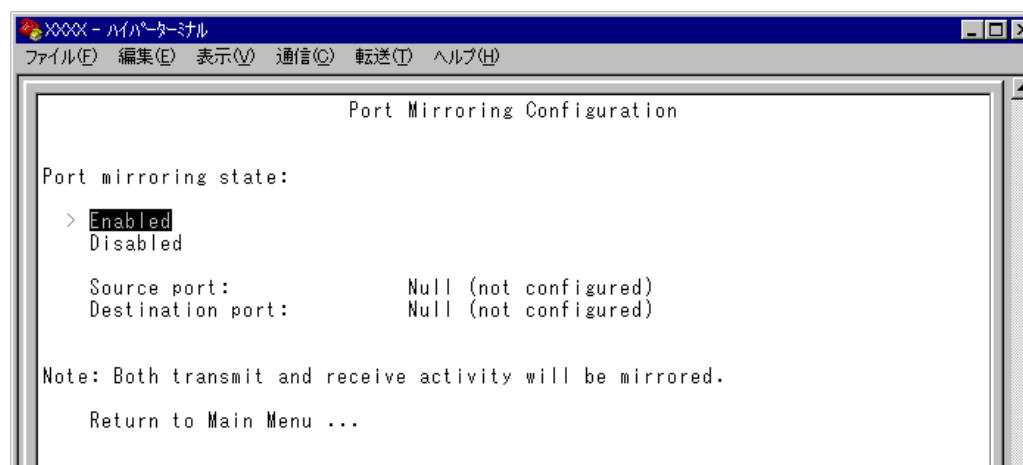 XXXX - ハイパーターミナル
ファイル(F) 編集(E) 表示(V) 通信(C) 転送(T) ヘルプ(H)
Port Mirroring Configuration
Port mirroring state:
> Enabled
Disabled
Source port: Null (not configured)
Destination port: Null (not configured)
Note: Both transmit and receive activity will be mirrored.
Return to Main Menu ...